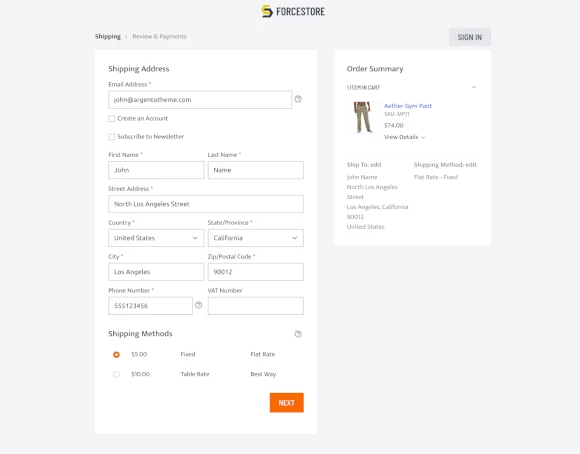 FORCESTORE
Shipping > Review & Payments
SIGN IN
Shipping Address
Email Address *
john@argentotheme.com
Create an Account
Subscribe to Newsletter
First Name * Last Name *
John Name
Street Address *
North Los Angeles Street
Country * State/Province *
United States California
City * Zip/Postal Code *
Los Angeles 90012
Phone Number * VAT Number
555123456
Shipping Methods
$5.00 Fixed Flat Rate
$10.00 Table Rate Best Way
NEXT
Order Summary
1 ITEM IN CART
Aether Gym Pant
SKU: MP11
$74.00
View Details
Ship To: edit Shipping Method: edit
John Name Flat Rate - Fixed
North Los Angeles
Street
Los Angeles, California
90012
United States